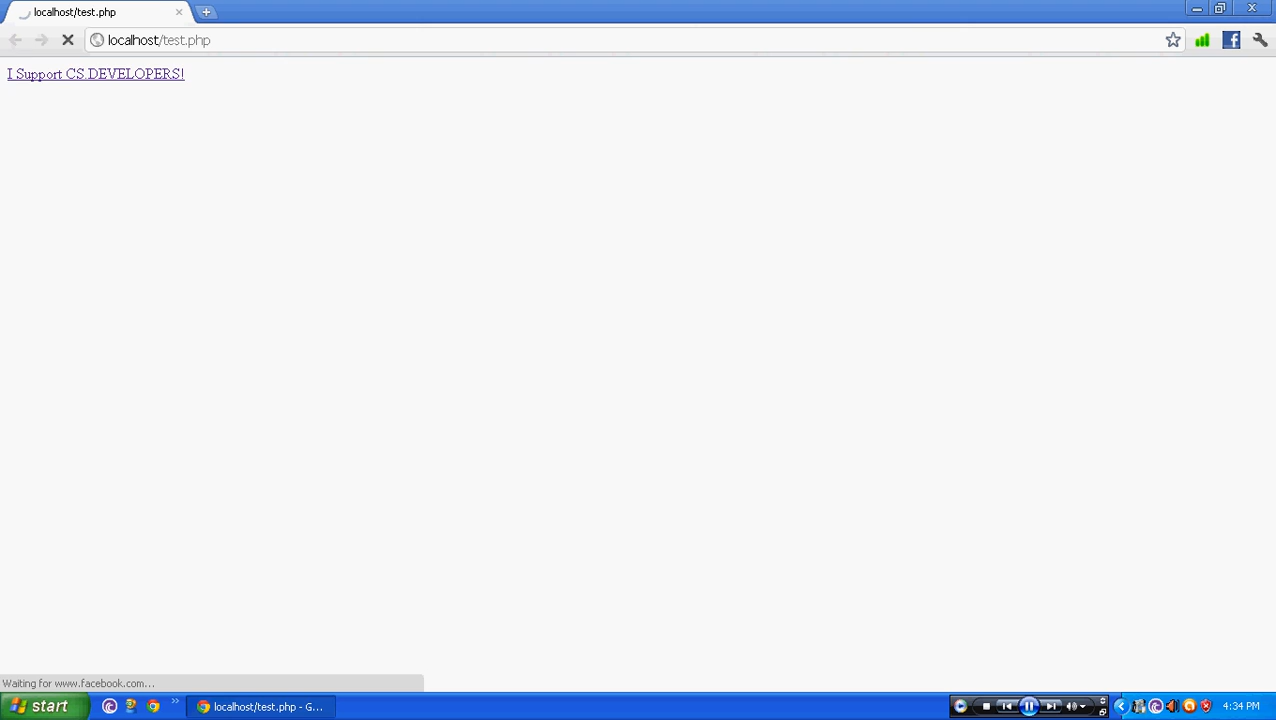 localhost/test.php
localhost/test.php
I Support CS DEVELOPERS!
Waiting for www.facebook.com...
start
localhost/test.php - G...
4:34 PM